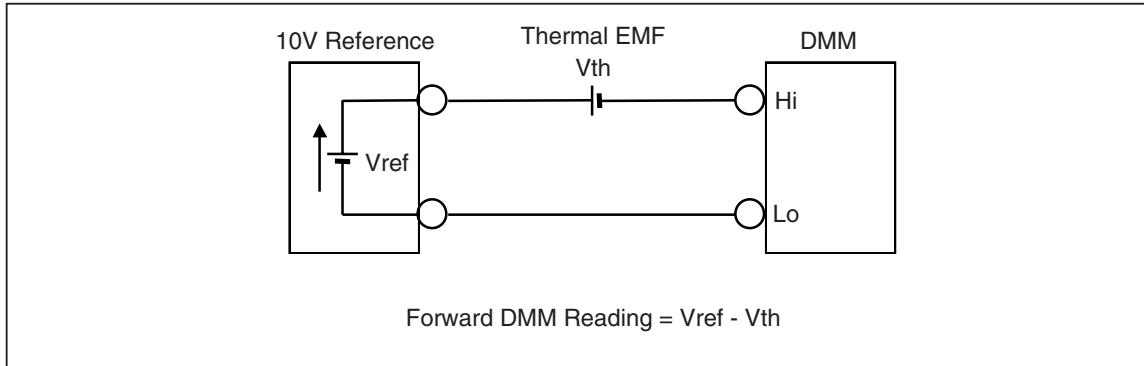 10V Reference
Thermal EMF
Vth
DMM
Hi
Vref
Lo
Forward DMM Reading = Vref - Vth